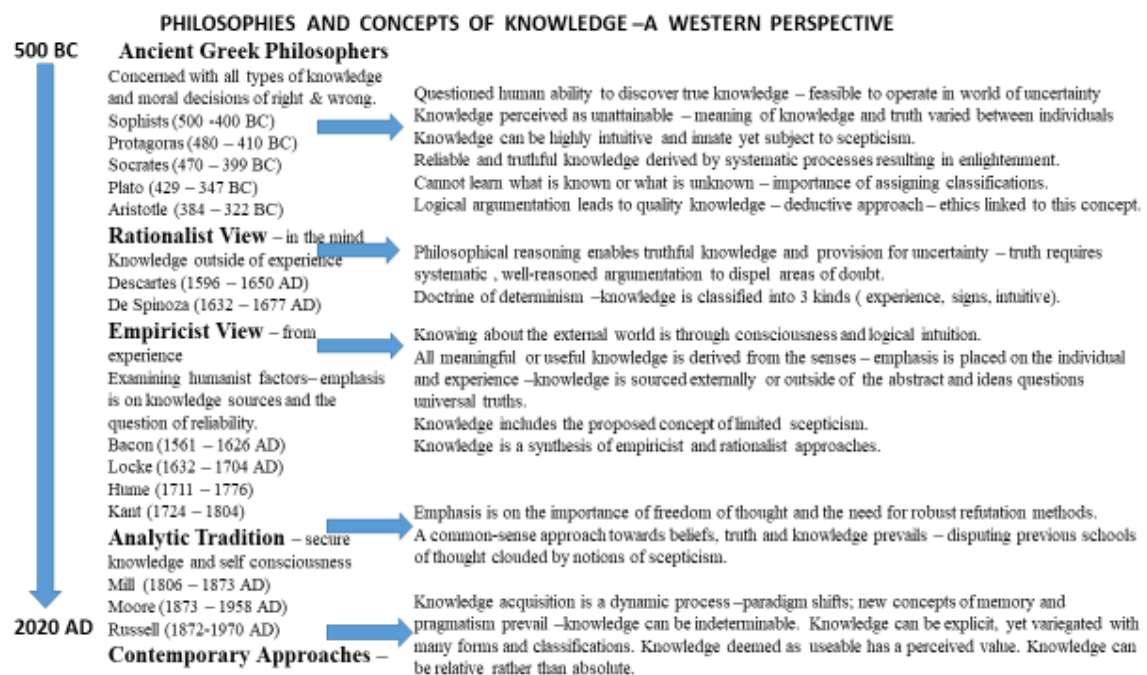 PHILOSOPHIES AND CONCEPTS OF KNOWLEDGE –A WESTERN PERSPECTIVE
500 BC
Ancient Greek Philosophers
Concerned with all types of knowledge
and moral decisions of right & wrong.
Sophists (500 -400 BC)
Protagoras (480 – 410 BC)
Socrates (470 – 399 BC)
Plato (429 – 347 BC)
Aristotle (384 – 322 BC)
Questioned human ability to discover true knowledge – feasible to operate in world of uncertainty
Knowledge perceived as unattainable – meaning of knowledge and truth varied between individuals
Knowledge can be highly intuitive and innate yet subject to scepticism.
Reliable and truthful knowledge derived by systematic processes resulting in enlightenment.
Cannot learn what is known or what is unknown – importance of assigning classifications.
Logical argumentation leads to quality knowledge – deductive approach – ethics linked to this concept.
Rationalist View – in the mind
Knowledge outside of experience
Descartes (1596 – 1650 AD)
De Spinoza (1632 – 1677 AD)
Philosophical reasoning enables truthful knowledge and provision for uncertainty – truth requires
systematic , well-reasoned argumentation to dispel areas of doubt.
Doctrine of determinism –knowledge is classified into 3 kinds ( experience, signs, intuitive).
Empiricist View – from
experience
Examining humanist factors– emphasis
is on knowledge sources and the
question of reliability.
Bacon (1561 – 1626 AD)
Locke (1632 – 1704 AD)
Hume (1711 – 1776)
Kant (1724 – 1804)
Knowing about the external world is through consciousness and logical intuition.
All meaningful or useful knowledge is derived from the senses – emphasis is placed on the individual
and experience –knowledge is sourced externally or outside of the abstract and ideas questions
universal truths.
Knowledge includes the proposed concept of limited scepticism.
Knowledge is a synthesis of empiricist and rationalist approaches.
Analytic Tradition – secure
knowledge and self consciousness
Mill (1806 – 1873 AD)
Moore (1873 – 1958 AD)
Russell (1872-1970 AD)
Emphasis is on the importance of freedom of thought and the need for robust refutation methods.
A common-sense approach towards beliefs, truth and knowledge prevails – disputing previous schools
of thought clouded by notions of scepticism.
2020 AD
Contemporary Approaches –
Knowledge acquisition is a dynamic process –paradigm shifts; new concepts of memory and
pragmatism prevail –knowledge can be indeterminable. Knowledge can be explicit, yet variegated with
many forms and classifications. Knowledge deemed as useable has a perceived value. Knowledge can
be relative rather than absolute.